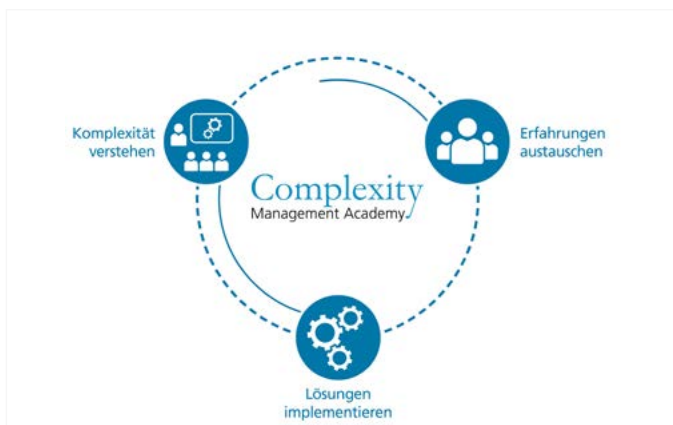 Komplexität
verstehen
Erfahrungen
austauschen
Complexity
Management Academy
Lösungen
implementieren